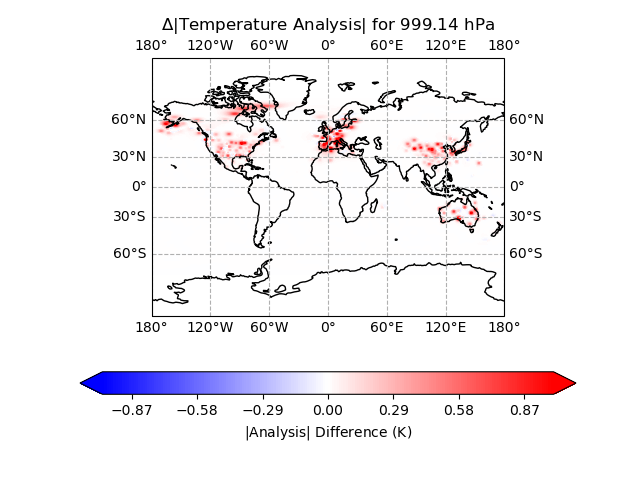 Δ|Temperature Analysis| for 999.14 hPa
180° 120°W 60°W 0° 60°E 120°E 180°
60°N 60°N
30°N 30°N
0° 0°
30°S 30°S
60°S 60°S
180° 120°W 60°W 0° 60°E 120°E 180°
−0.87 −0.58 −0.29 0.00 0.29 0.58 0.87
|Analysis| Difference (K)